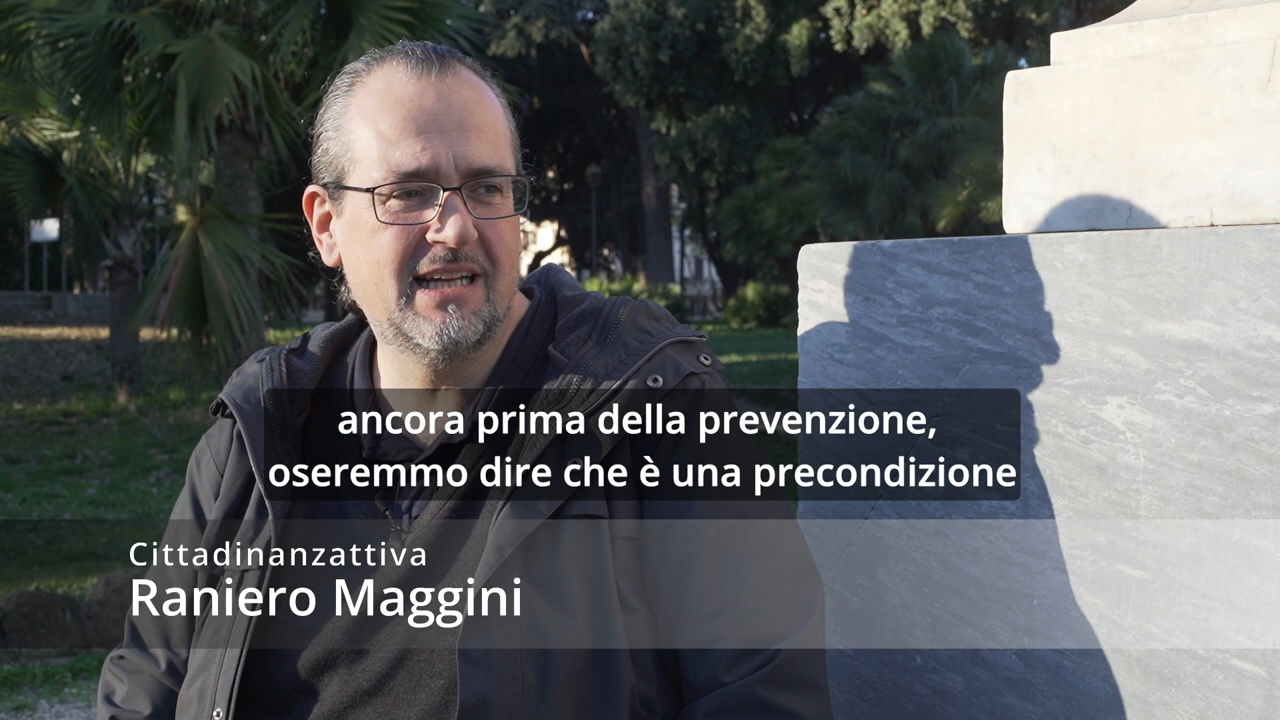 ancora prima della prevenzione,
oseremmo dire che è una precondizione
Cittadinanzattiva
Raniero Maggini